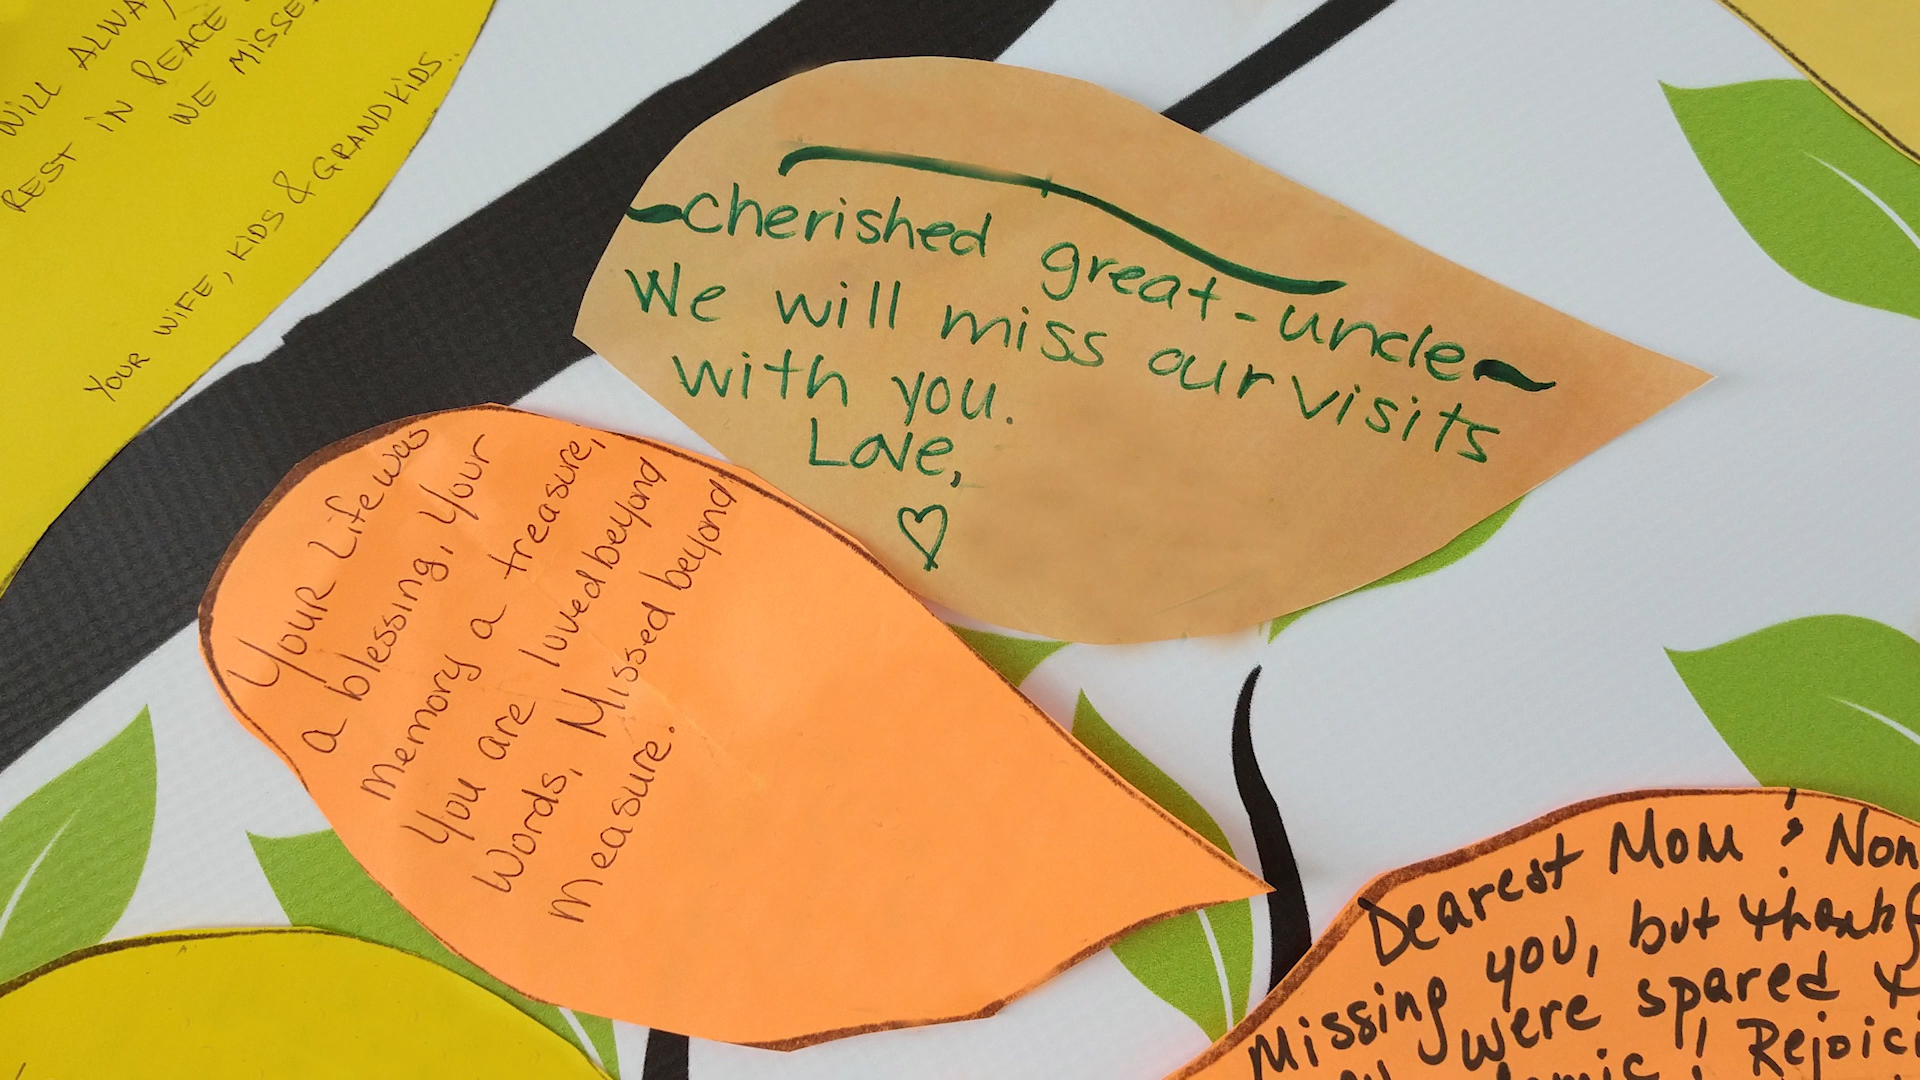 WILL ALWA
REST IN PEACE
WE MISSE
YOUR WIFE, KIDS & GRANDKIDS..
~cherished great-uncle~
We will miss our visits
with you.
Love,
♡
Your Life was
a blessing, Your
Memory a treasure,
You are loved beyond
Words, Missed beyond
Measure.
Dearest Mom & Non
Missing you, but thankf
were spared
Rejoici